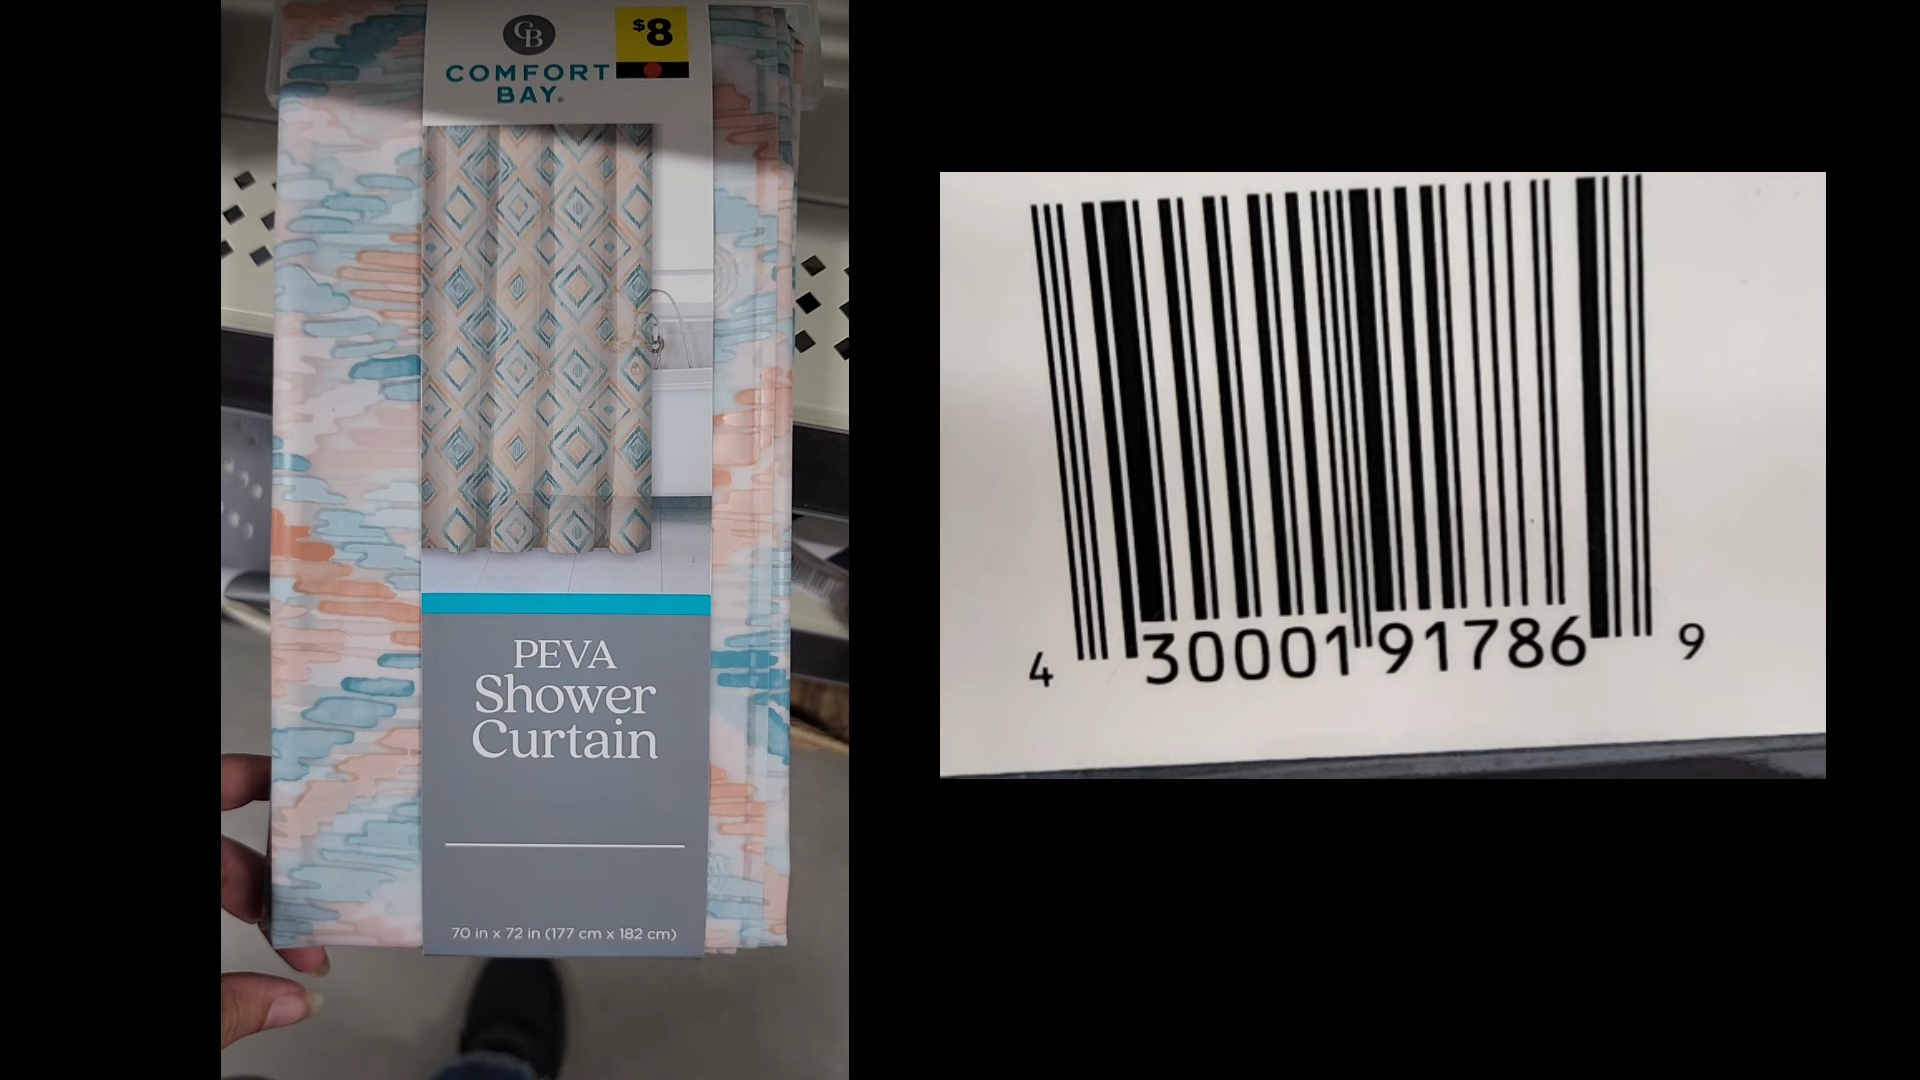 CB
$8
COMFORT
BAY.
PEVA
Shower
Curtain
70 in x 72 in (177 cm x 182 cm)
4 30001 91786 9